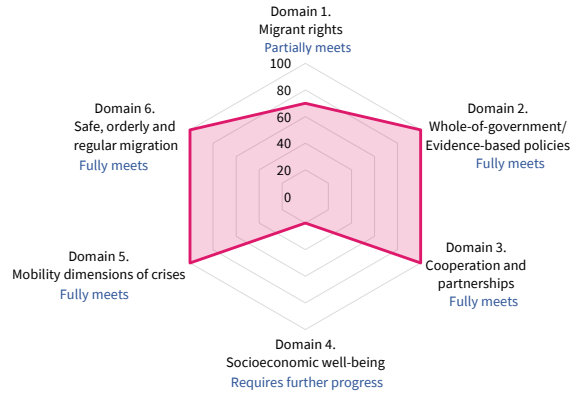 Domain 1.
Migrant rights
Partially meets
100
80
60
40
20
0
Domain 2.
Whole-of-government/
Evidence-based policies
Fully meets
Domain 3.
Cooperation and
partnerships
Fully meets
Domain 4.
Socioeconomic well-being
Requires further progress
Domain 5.
Mobility dimensions of crises
Fully meets
Domain 6.
Safe, orderly and
regular migration
Fully meets